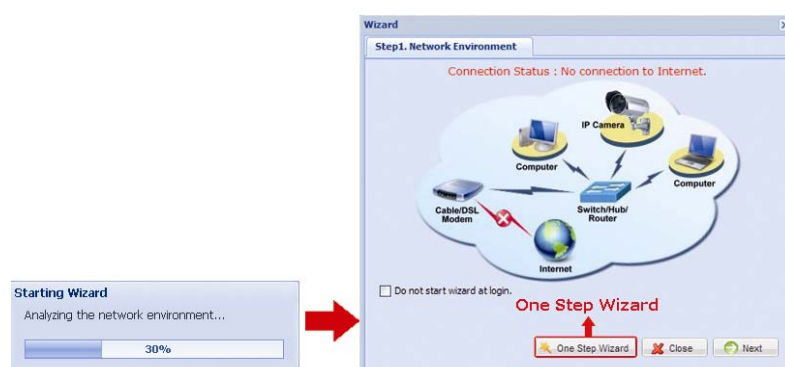 Starting Wizard
Analyzing the network environment...
30%
Wizard
Step1. Network Environment
Connection Status : No connection to Internet.
IP Camera
Computer
Computer
Cable/DSL
Modem
Switch/Hub/
Router
Internet
Do not start wizard at login.
One Step Wizard
One Step Wizard
Close
Next